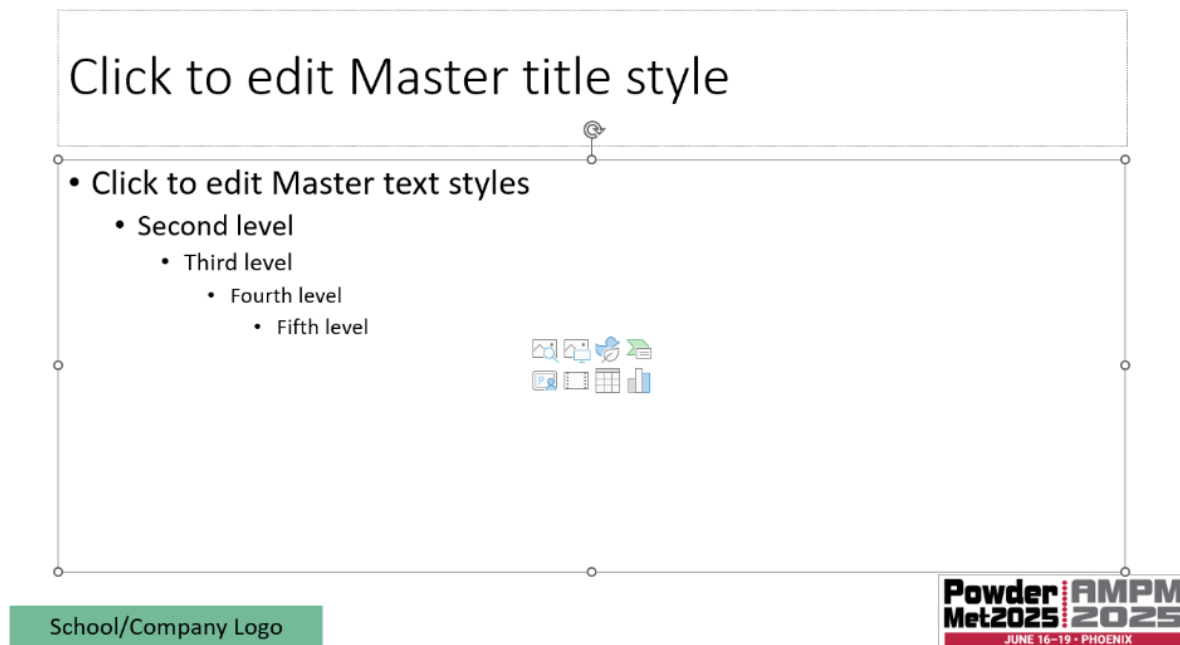 Click to edit Master title style
• Click to edit Master text styles
• Second level
• Third level
• Fourth level
• Fifth level
School/Company Logo
Powder AMPM
Met2025 2025
JUNE 16–19 • PHOENIX